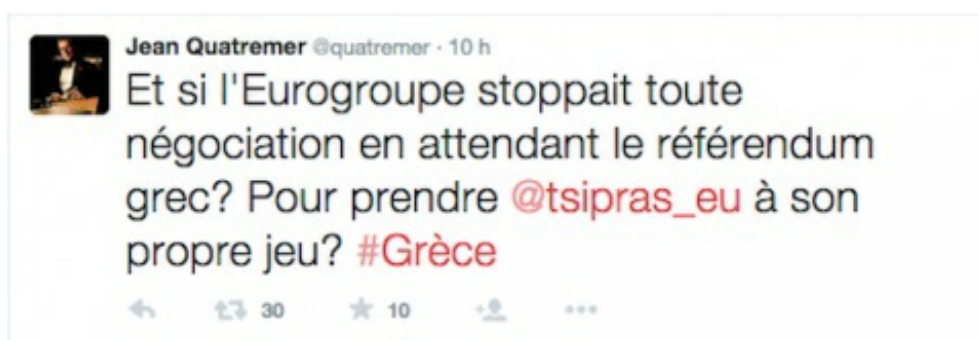 Jean Quatremer @quatremer · 10 h
Et si l'Eurogroupe stoppait toute
négociation en attendant le référendum
grec? Pour prendre @tsipras_eu à son
propre jeu? #Grèce
30 10